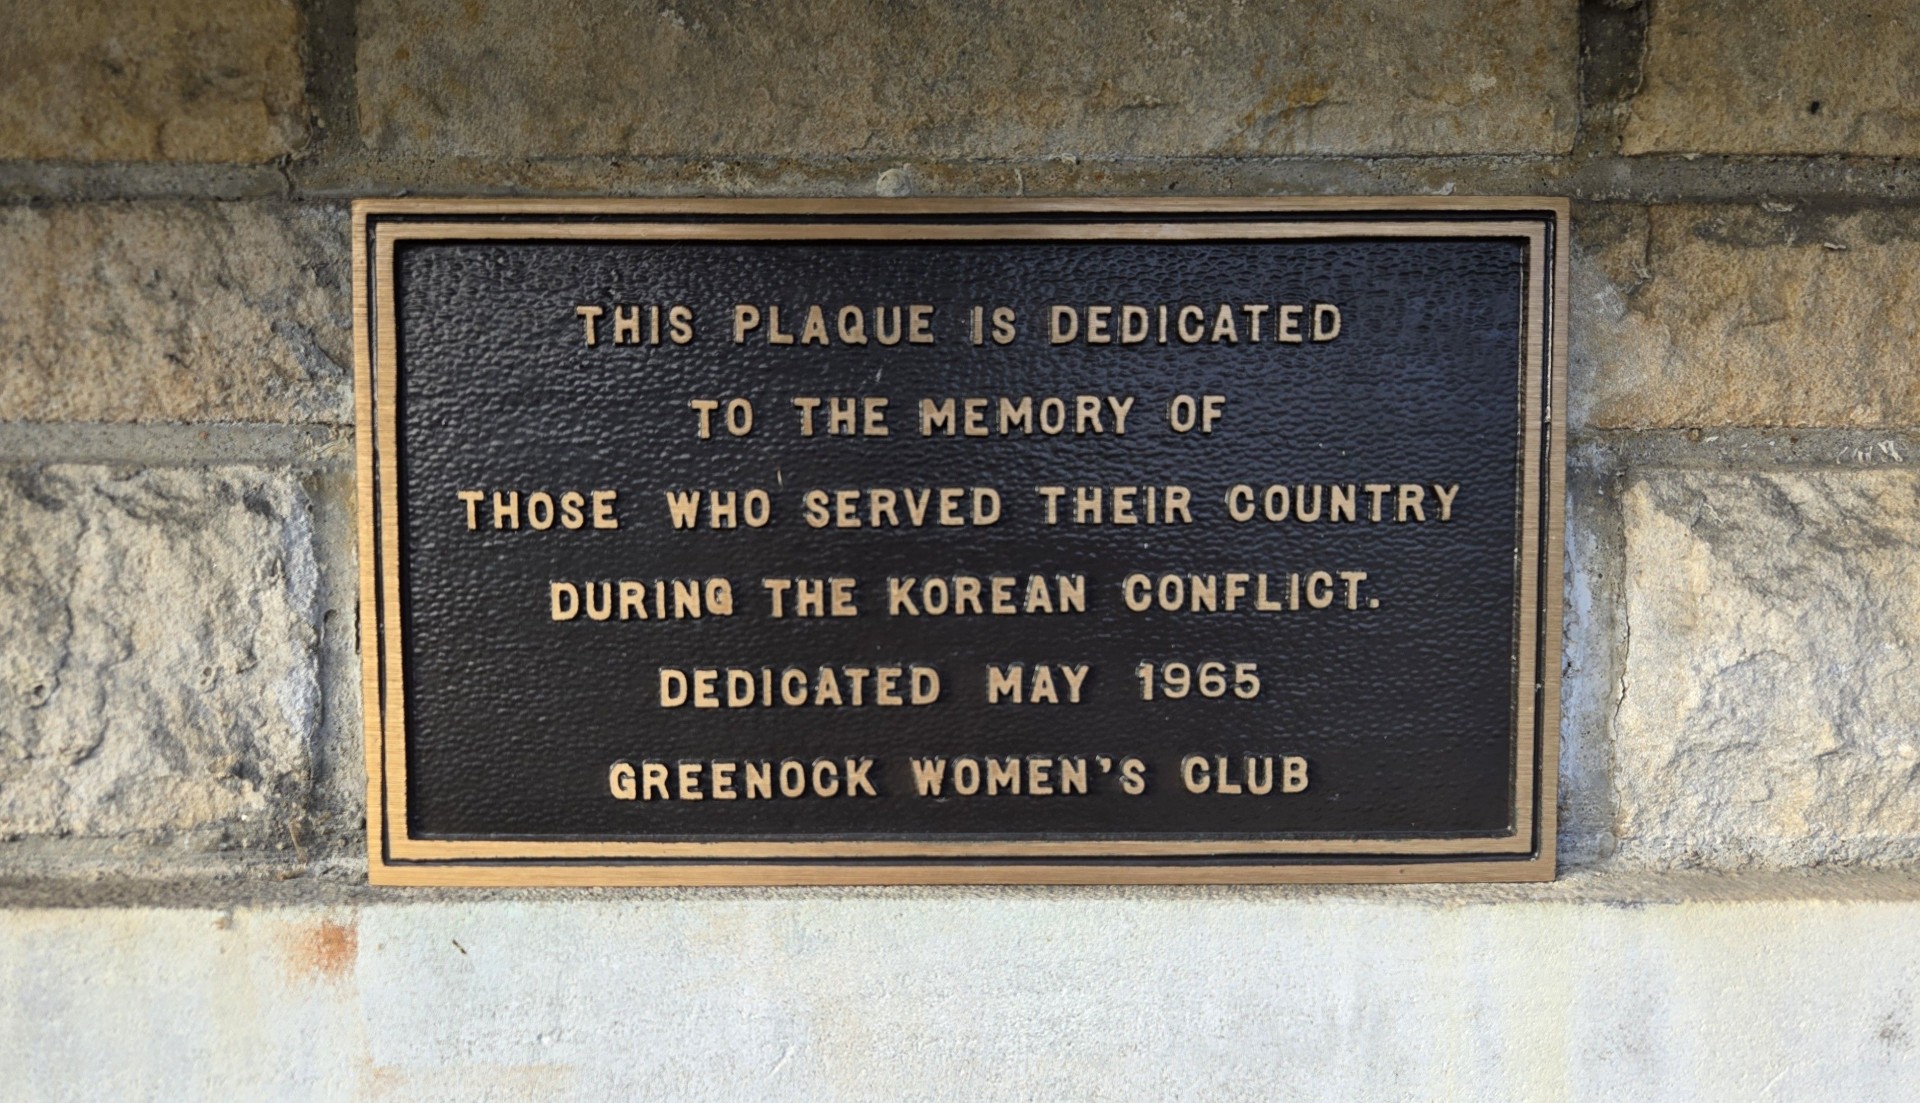 THIS PLAQUE IS DEDICATED
TO THE MEMORY OF
THOSE WHO SERVED THEIR COUNTRY
DURING THE KOREAN CONFLICT.
DEDICATED MAY 1965
GREENOCK WOMEN'S CLUB